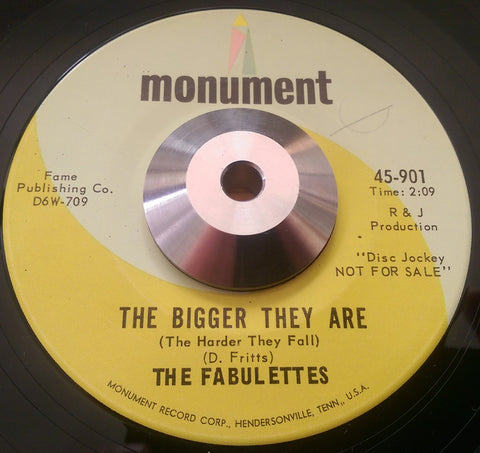 monument
Fame
Publishing Co.
D6W-709
45-901
Time: 2:09
R & J
Production
"Disc Jockey
NOT FOR SALE"
THE BIGGER THEY ARE
(The Harder They Fall)
(D. Fritts)
THE FABULETTES
MONUMENT RECORD CORP., HENDERSONVILLE, TENN., U.S.A.